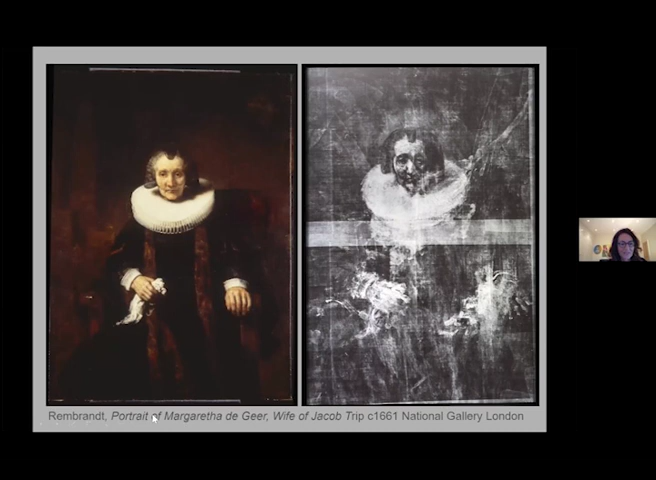 Rembrandt, Portrait of Margaretha de Geer, Wife of Jacob Trip c1661 National Gallery London